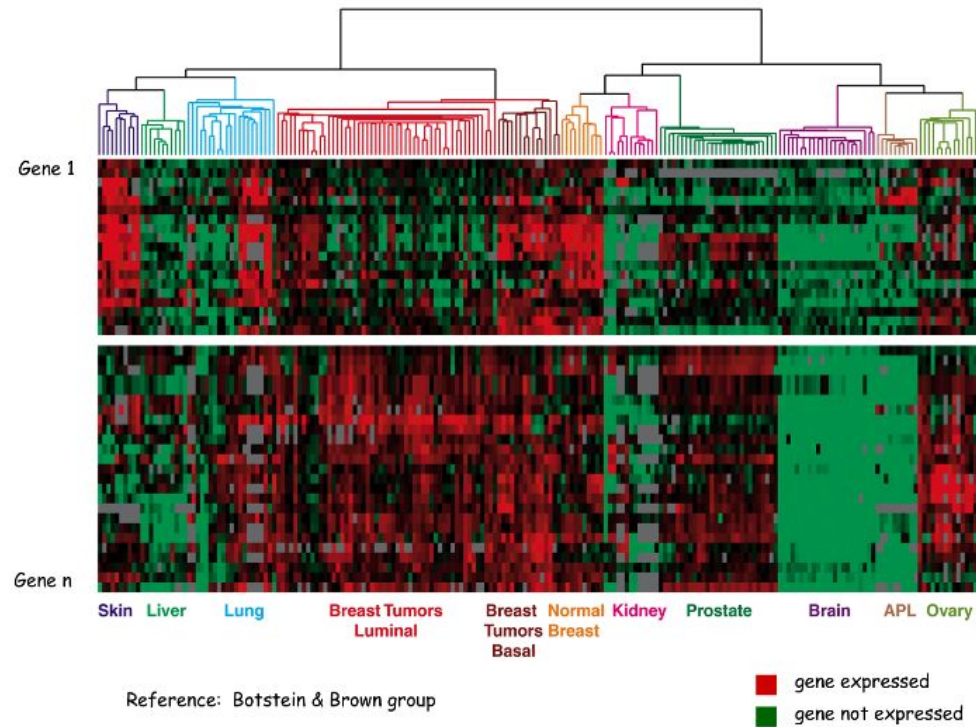 Gene 1
Gene n
Skin Liver Lung Breast Tumors Breast Normal Kidney Prostate Brain APL Ovary
Luminal Tumors Breast
Basal
Reference: Botstein & Brown group
gene expressed
gene not expressed